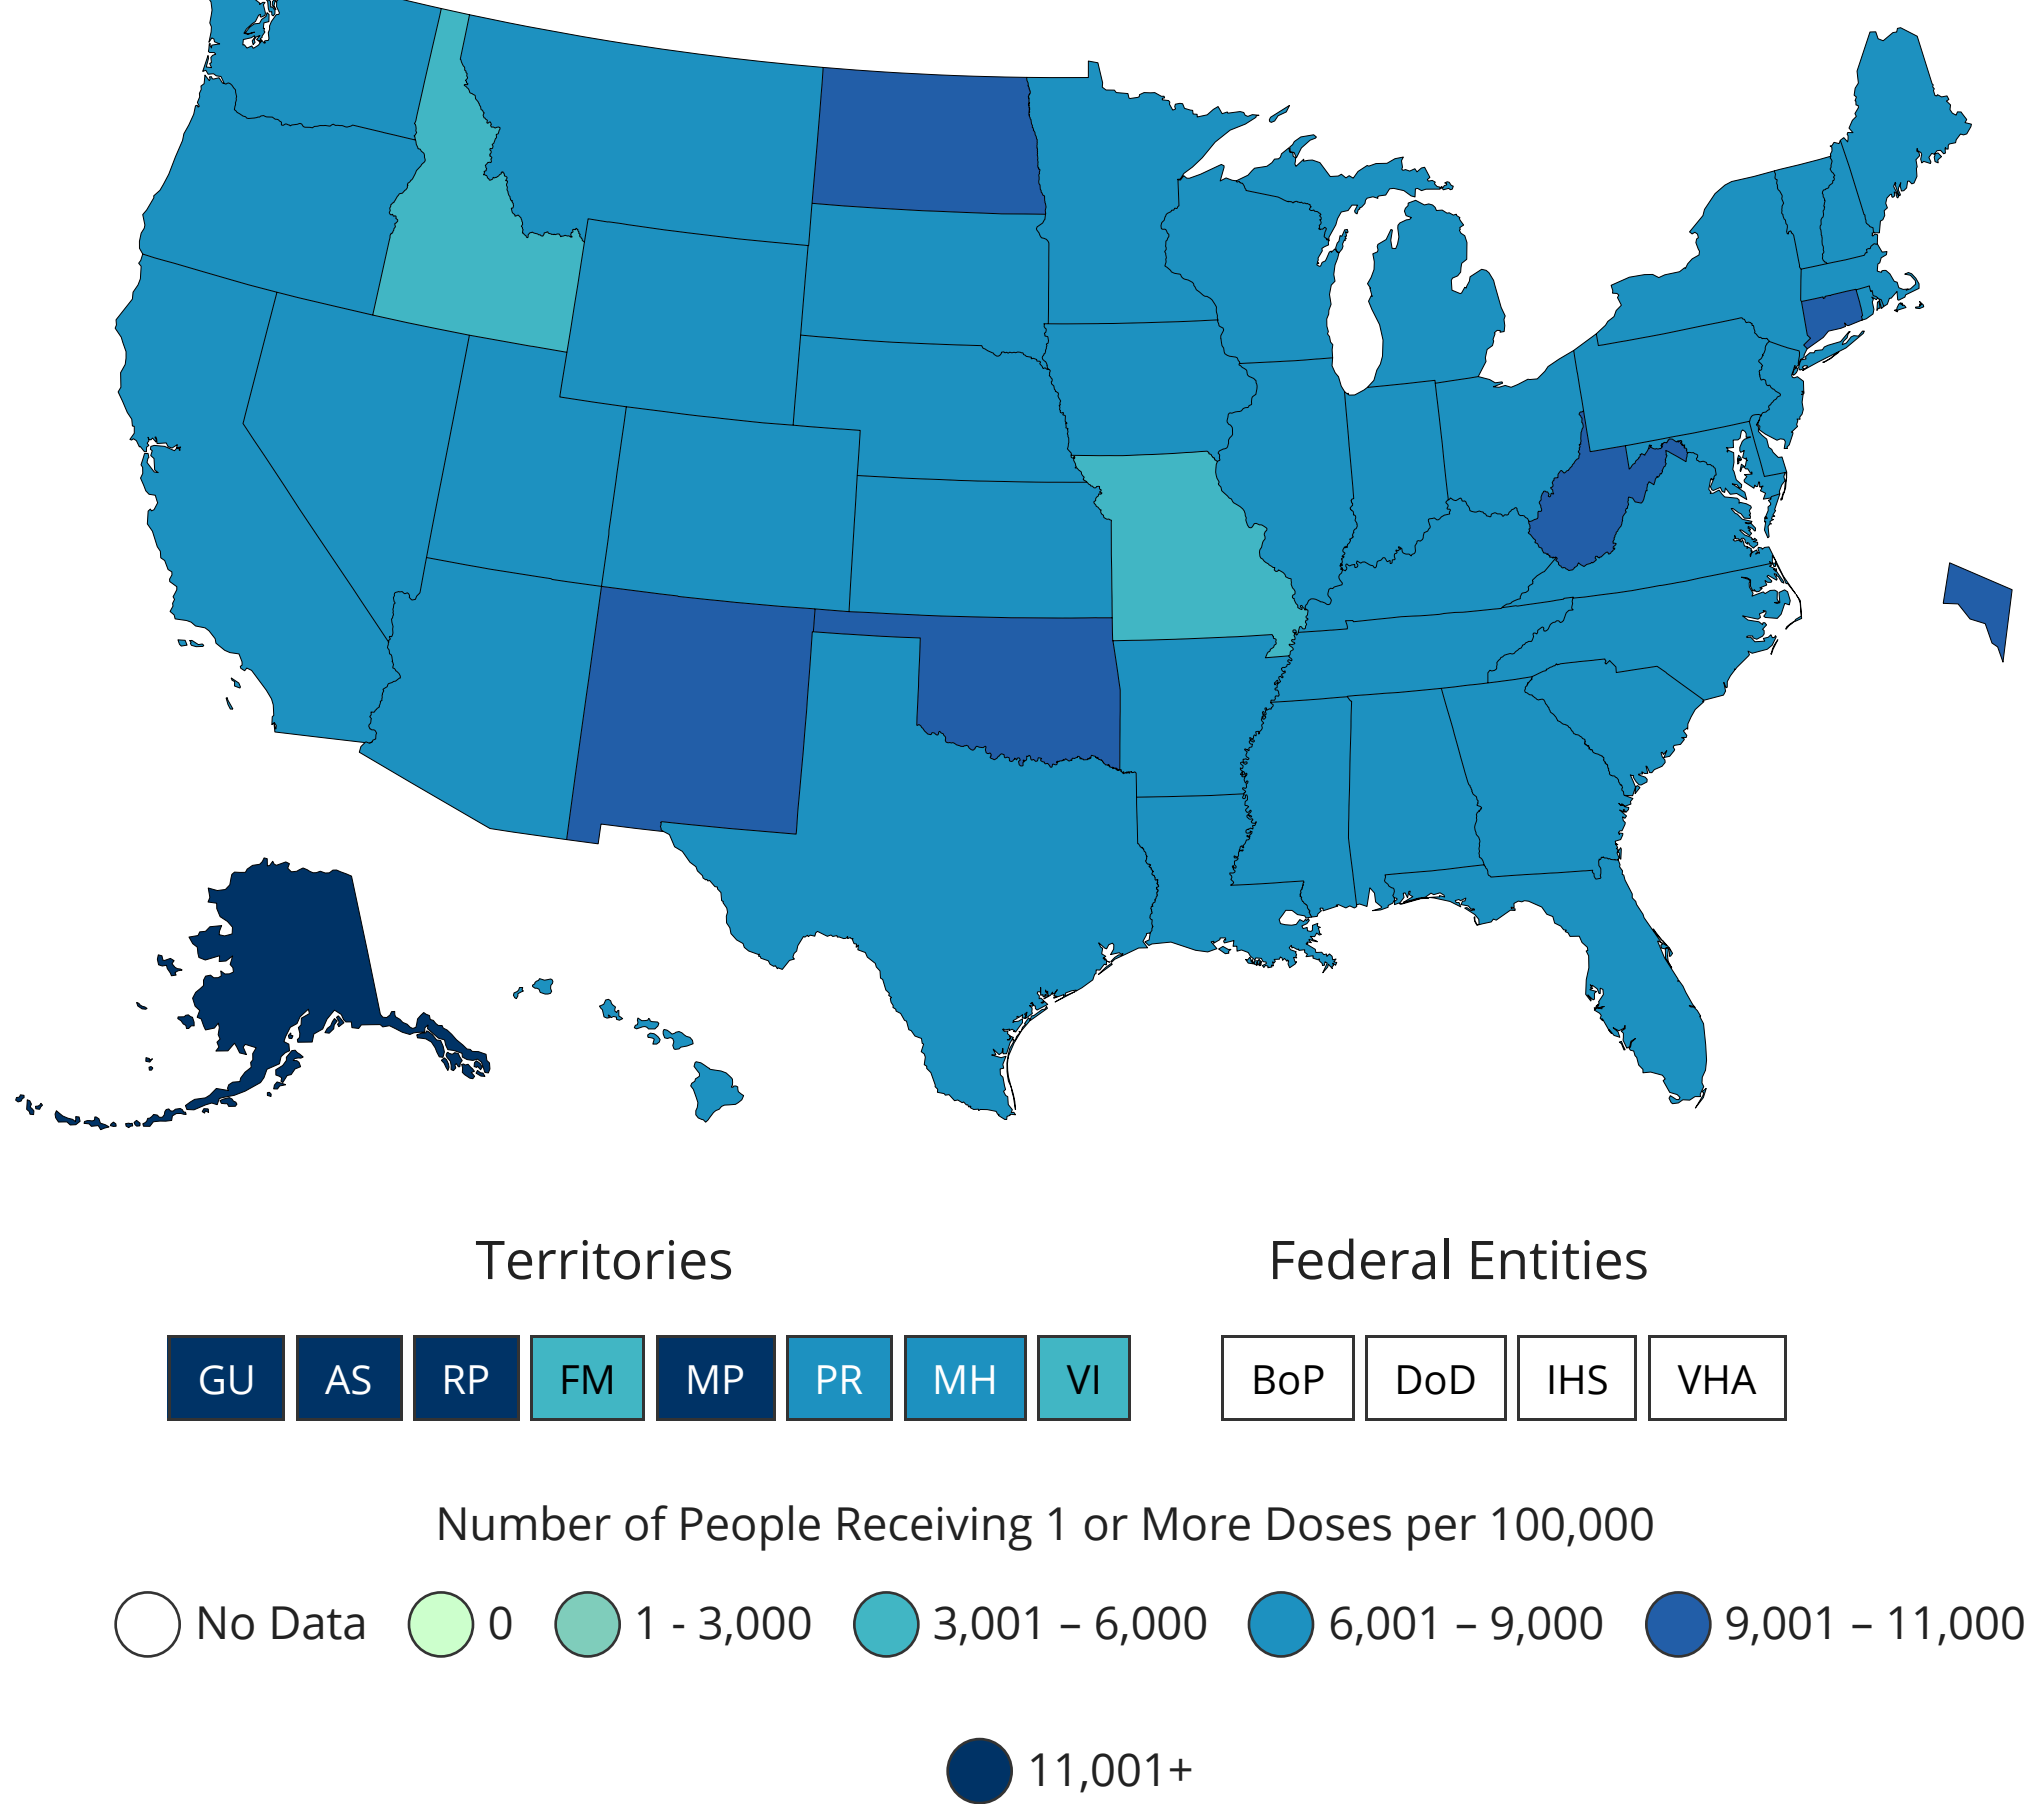 Territories Federal Entities
GU AS RP FM MP PR MH VI BoP DoD IHS VHA
Number of People Receiving 1 or More Doses per 100,000
No Data 0 1 - 3,000 3,001 – 6,000 6,001 – 9,000 9,001 – 11,000
11,001+